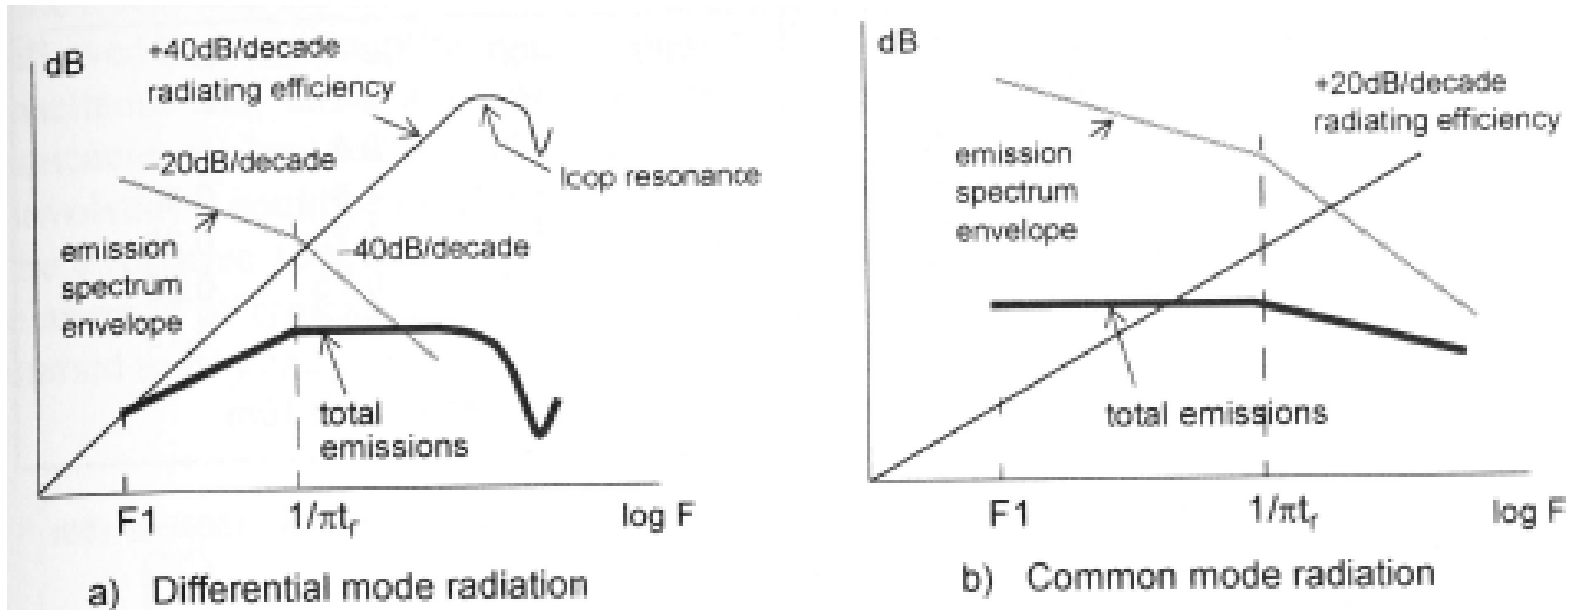 dB
+40dB/decade
radiating efficiency
−20dB/decade
loop resonance
emission
spectrum
envelope
−40dB/decade
total
emissions
F1
1/πtr
log F
a) Differential mode radiation
dB
+20dB/decade
radiating efficiency
emission
spectrum
envelope
total emissions
F1
1/πtr
log F
b) Common mode radiation